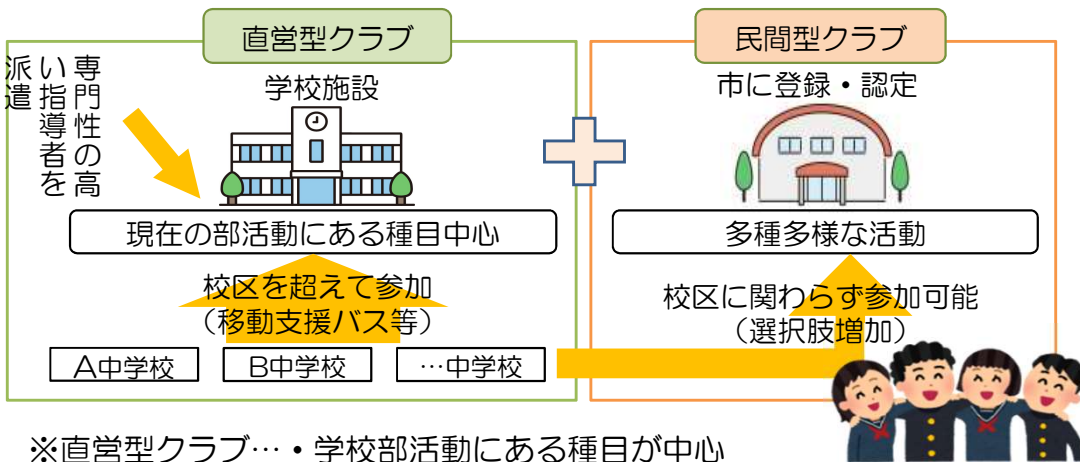 直営型クラブ
専門性の高
い指導者を
派遣
学校施設
現在の部活動にある種目中心
校区を超えて参加
（移動支援バス等）
A中学校
B中学校
…中学校
民間型クラブ
市に登録・認定
多種多様な活動
校区に関わらず参加可能
（選択肢増加）
※直営型クラブ…・学校部活動にある種目が中心